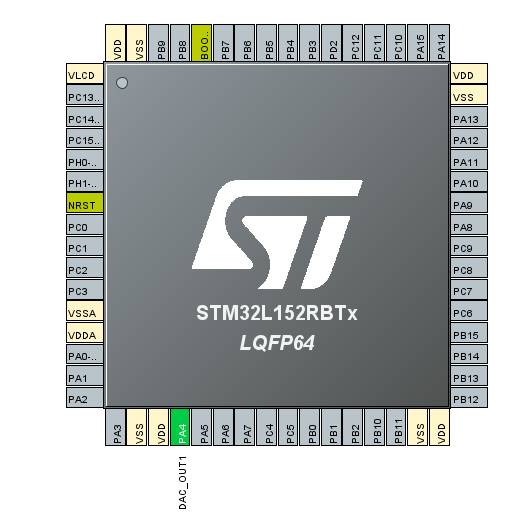 VDD
VSS
PB9
PB8
BOO..
PB7
PB6
PB5
PB4
PB3
PD2
PC12
PC11
PC10
PA15
PA14
VLCD
PC13..
PC14..
PC15..
PH0-..
PH1-..
NRST
PC0
PC1
PC2
PC3
VSSA
VDDA
PA0-..
PA1
PA2
VDD
VSS
PA13
PA12
PA11
PA10
PA9
PA8
PC9
PC8
PC7
PC6
PB15
PB14
PB13
PB12
STM32L152RBTx
LQFP64
PA3
VSS
VDD
PA4
PA5
PA6
PA7
PC4
PC5
PB0
PB1
PB2
PB10
PB11
VSS
VDD
DAC_OUT1